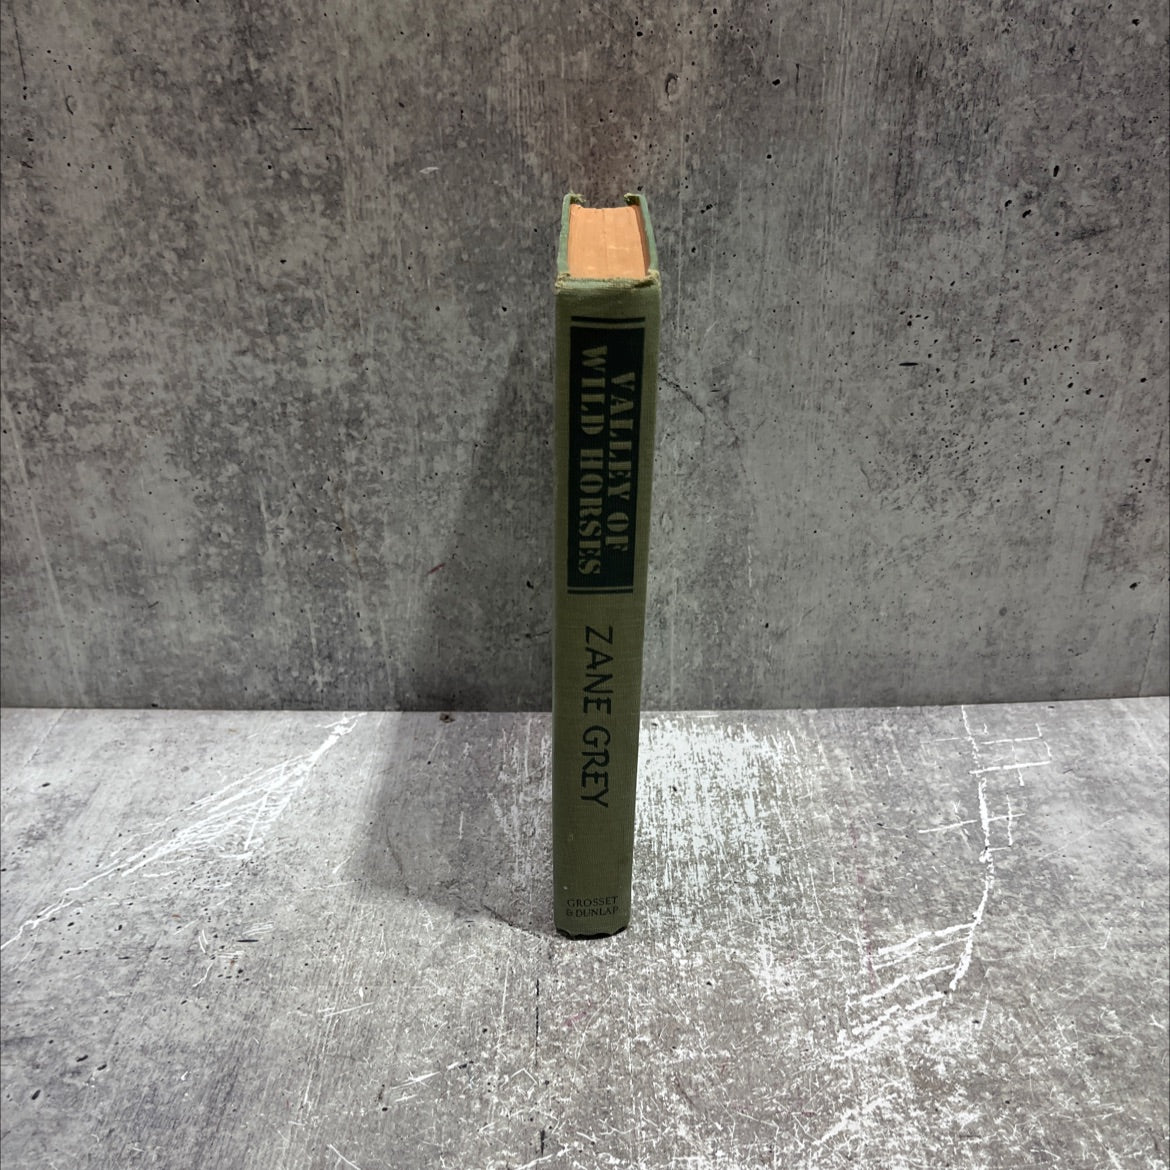 VALLEY OF
WILD HORSES
ZANE GREY
GROSSET
& DUNLAP